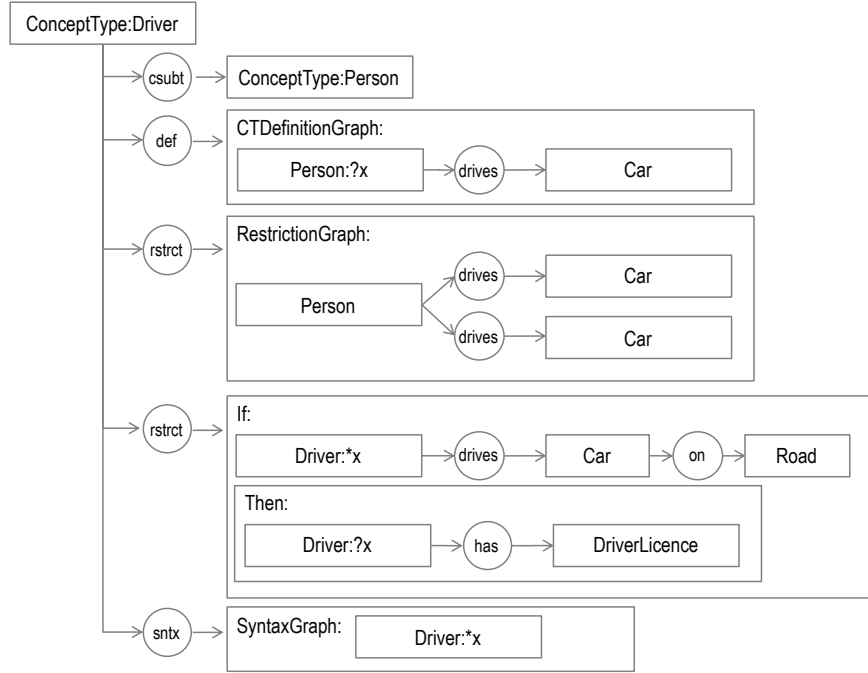 ConceptType:Driver
csubt ConceptType:Person
def CTDefinitionGraph:
Person:?x drives Car
rstrct RestrictionGraph:
drives Car
Person
drives Car
rstrct If:
Driver:*x drives Car on Road
Then:
Driver:?x has DriverLicence
sntx SyntaxGraph: Driver:*x